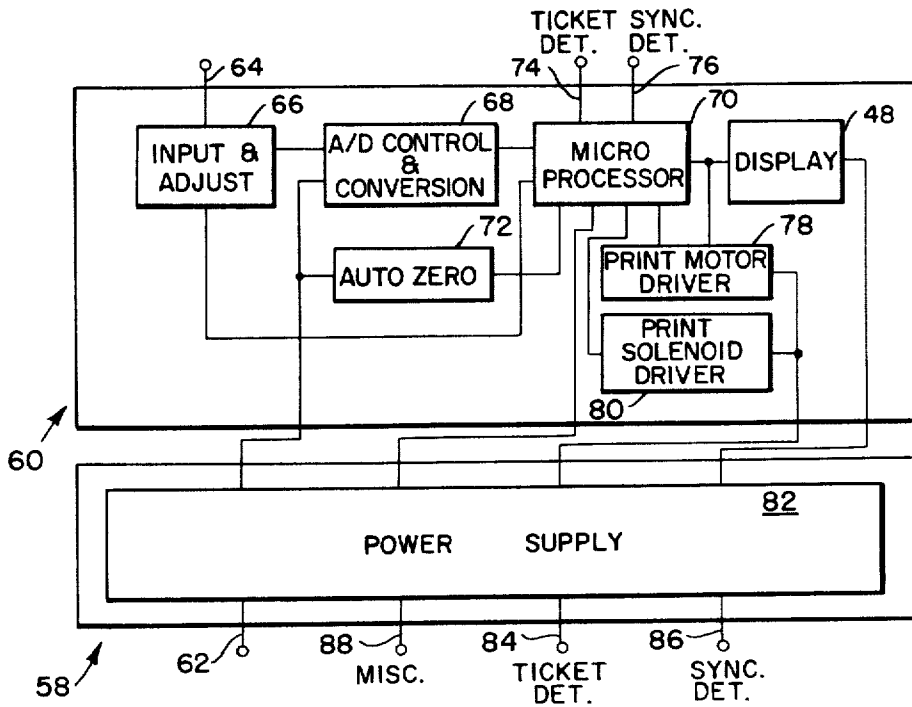 TICKET SYNC.
DET. DET.
64
74
76
66
68
70
48
INPUT &
ADJUST
A/D CONTROL
&
CONVERSION
MICRO
PROCESSOR
DISPLAY
72
78
AUTO ZERO
PRINT MOTOR
DRIVER
PRINT
SOLENOID
DRIVER
80
60
82
POWER SUPPLY
62
88
84
86
58
MISC.
TICKET
DET.
SYNC.
DET.